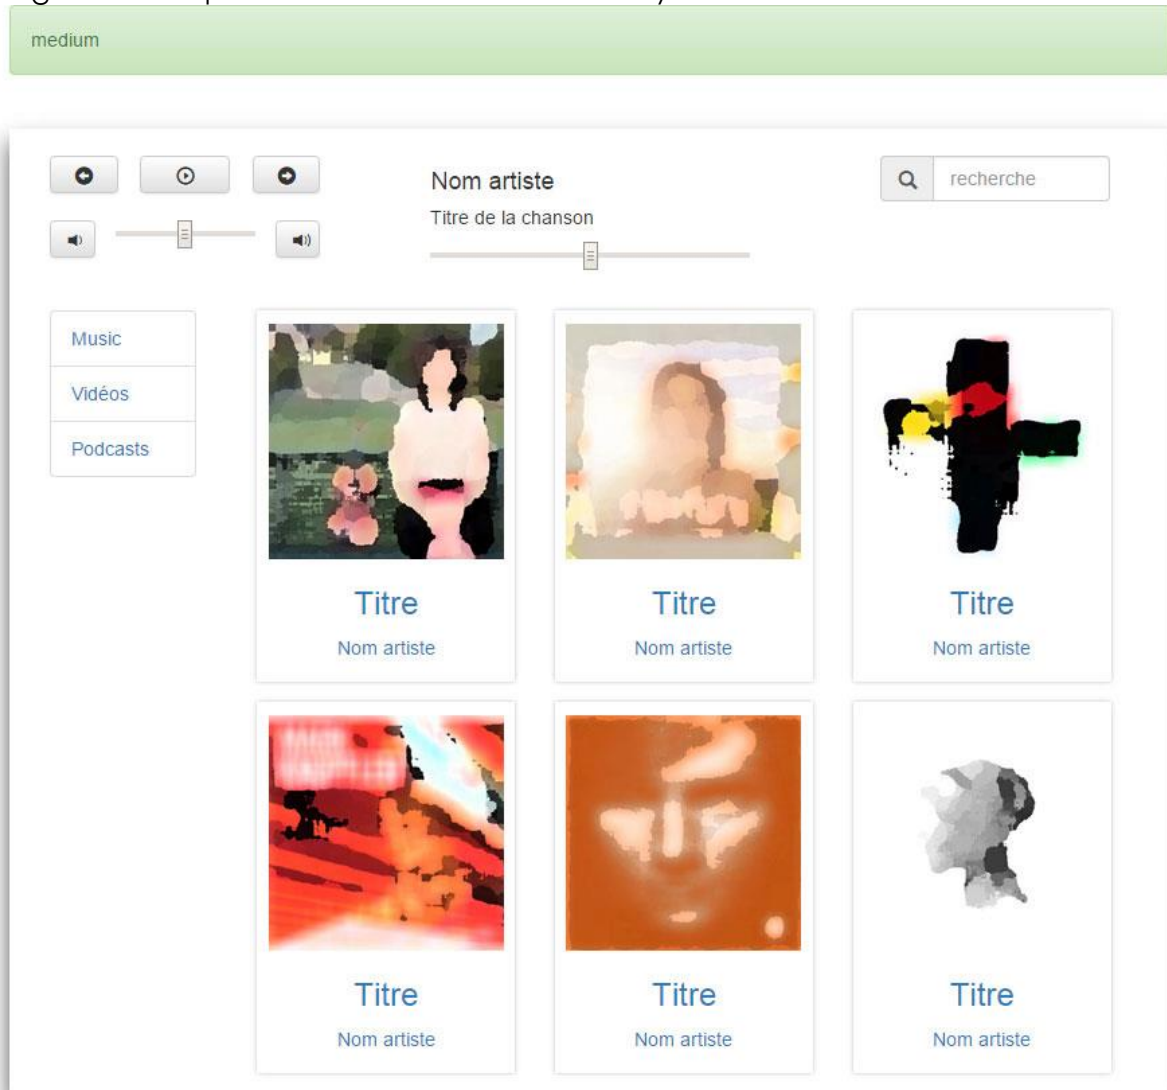 medium
Nom artiste
recherche
Titre de la chanson
Music
Vidéos
Podcasts
Titre
Titre
Titre
Nom artiste
Nom artiste
Nom artiste
Titre
Titre
Titre
Nom artiste
Nom artiste
Nom artiste